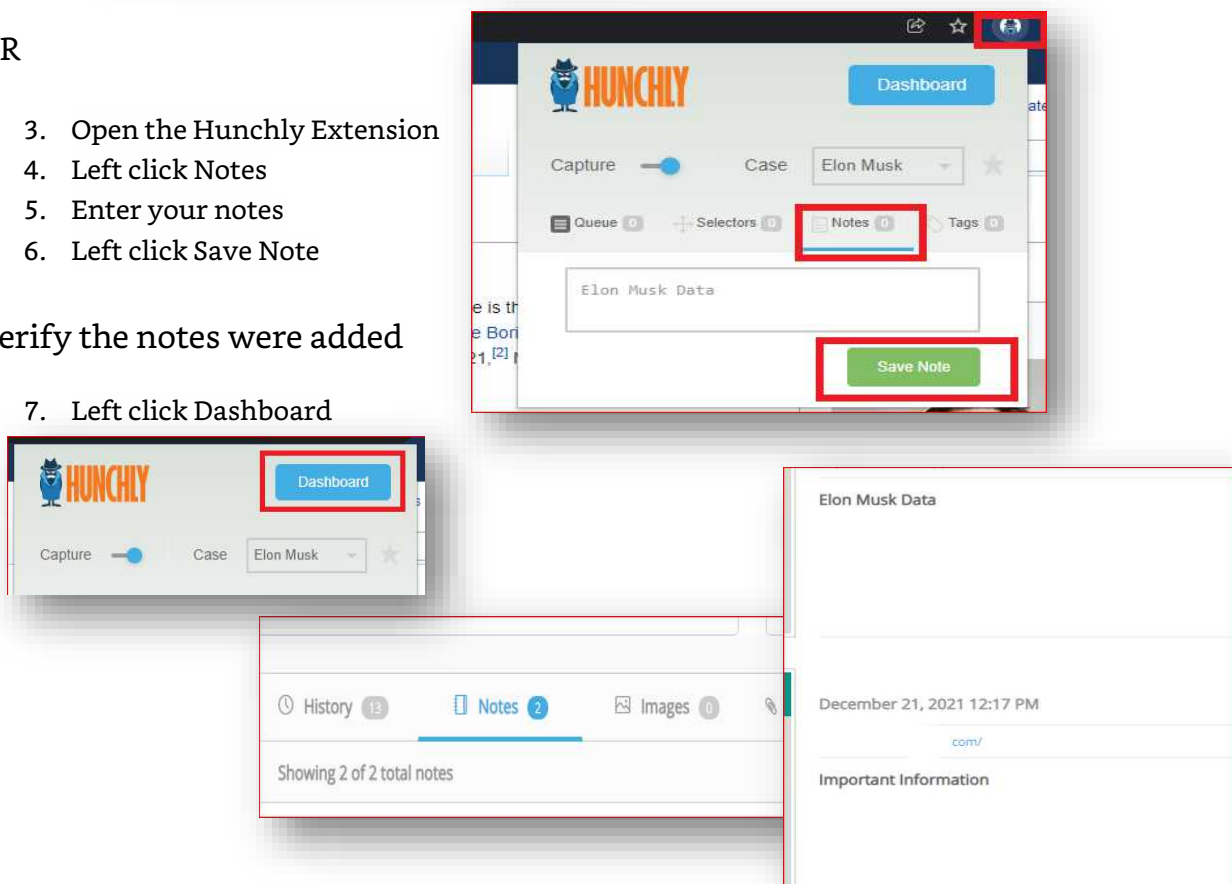 R
3. Open the Hunchly Extension
4. Left click Notes
5. Enter your notes
6. Left click Save Note
erify the notes were added
7. Left click Dashboard
HUNCHLY
Dashboard
Capture
Case
Elon Musk
Queue 0
Selectors 0
Notes 0
Tags 0
Elon Musk Data
e is th
e Bori
21,[2]
Save Note
HUNCHLY
Dashboard
Capture
Case
Elon Musk
History 13
Notes 2
Images 0
Showing 2 of 2 total notes
Elon Musk Data
December 21, 2021 12:17 PM
com/
Important Information